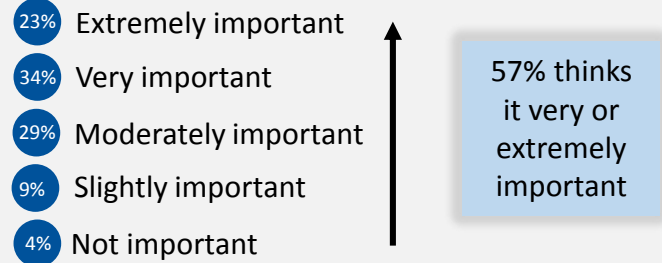 23% Extremely important
34% Very important
29% Moderately important
9% Slightly important
4% Not important
57% thinks
it very or
extremely
important